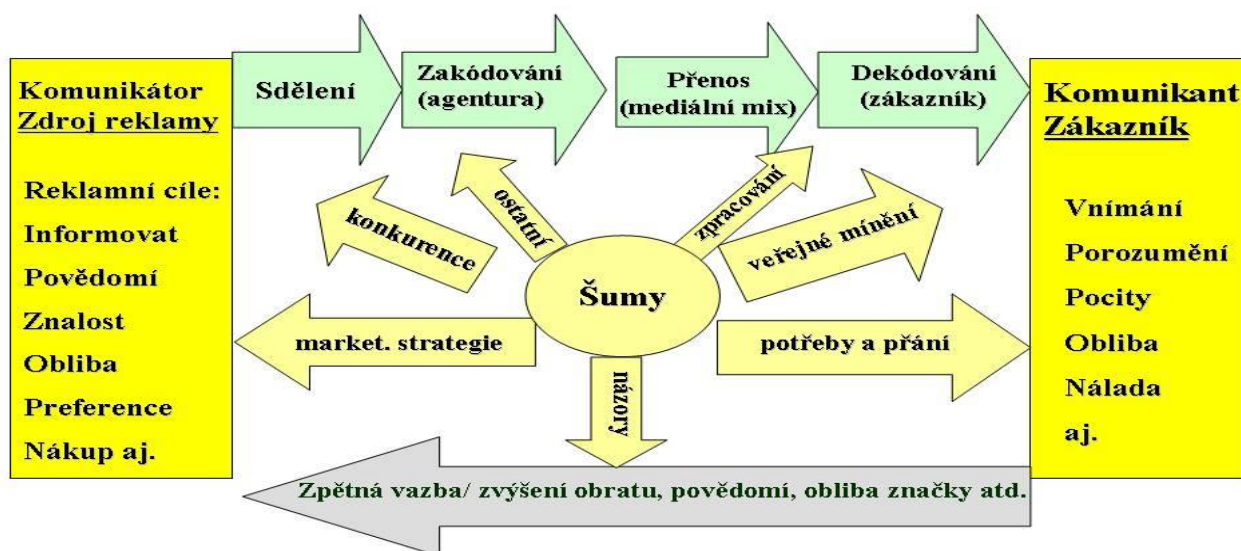 Komunikátor
Zdroj reklamy
Reklamní cíle:
Informovat
Povědomí
Znalost
Obliba
Preference
Nákup aj.
Sdělení
Zakódování
(agentura)
Přenos
(mediální mix)
Dekódování
(zákazník)
Komunikant
Zákazník
Vnímání
Porozumění
Pocity
Obliba
Nálada
aj.
konkurence
ostatní
zpracování
veřejné mínění
Šumy
market. strategie
potřeby a přání
názory
Zpětná vazba/ zvýšení obratu, povědomí, obliba značky atd.